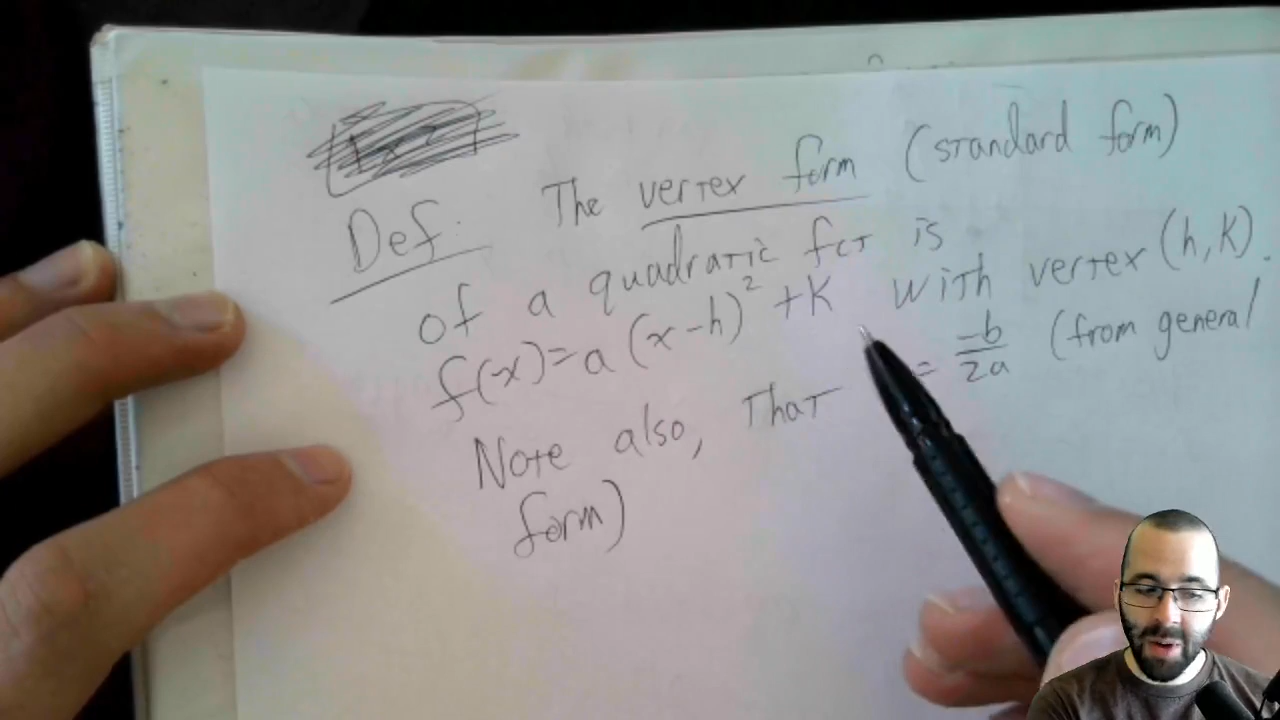 Def. The vertex form (standard form)
of a quadratic fct is
f(x)=a(x-h)²+k with vertex (h,k).
Note also, that = -b/2a (from general
form)